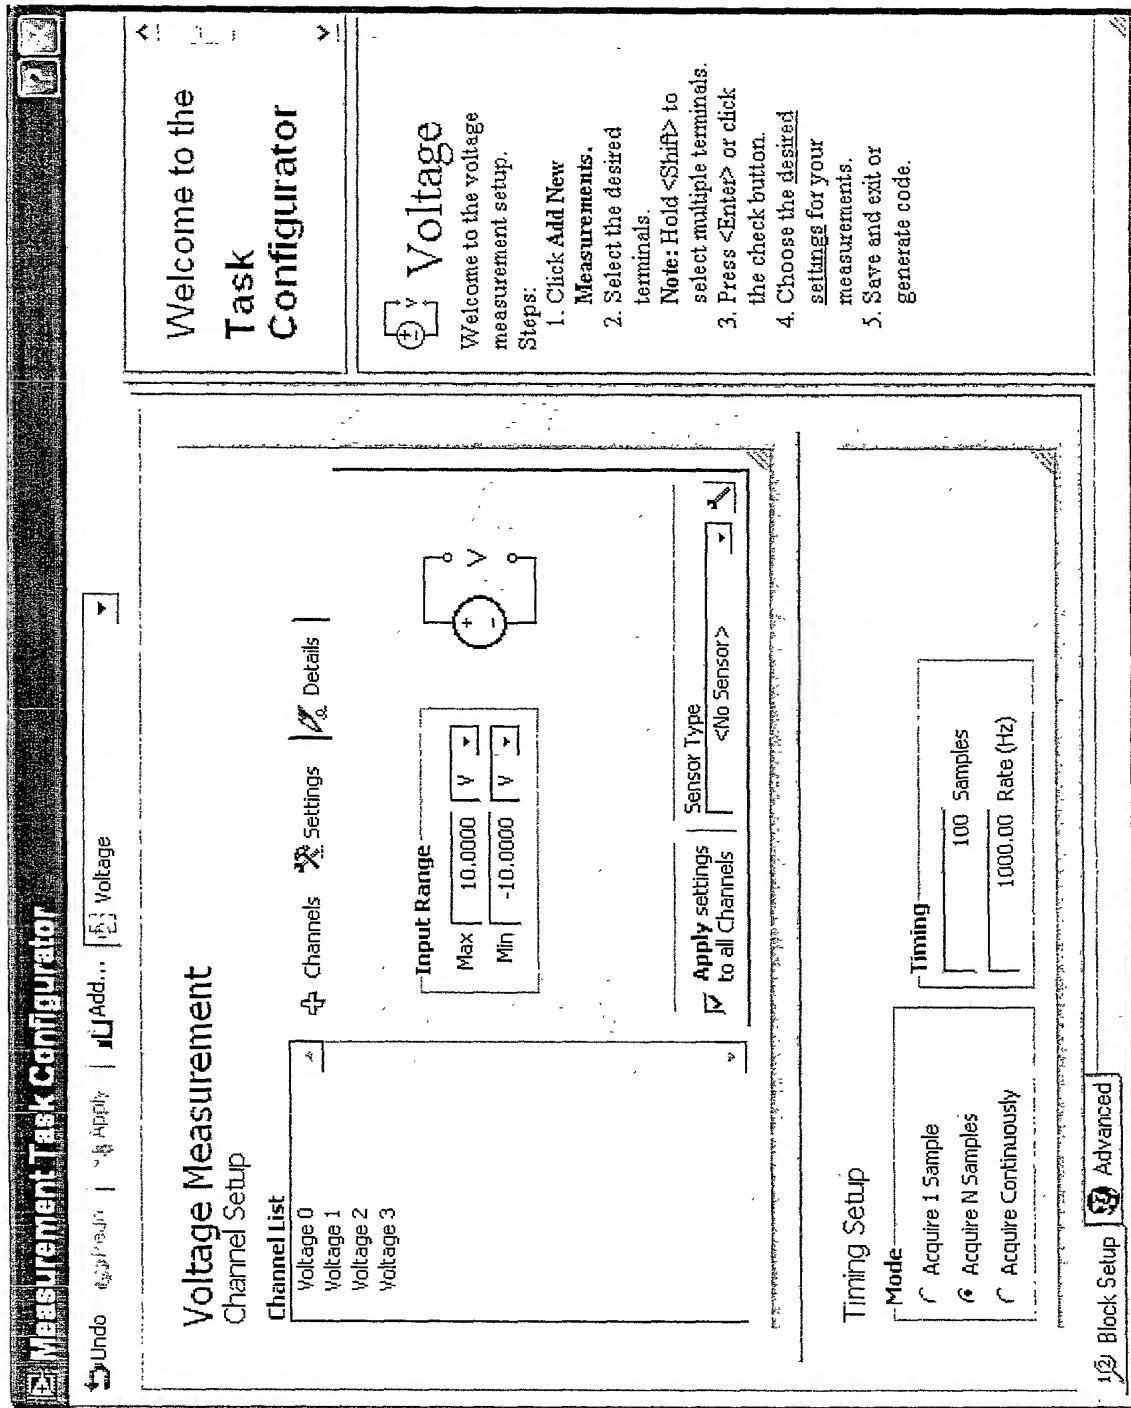 Measurement Task Configurator
Undo
Apply
Add...
Voltage
Voltage Measurement
Channel Setup
Channel List
Voltage 0
Voltage 1
Voltage 2
Voltage 3
Channels
Settings
Details
Input Range
Max 10.0000 V
Min -10.0000 V
+
-
V
Apply settings
to all Channels
Sensor Type
<No Sensor>
Timing Setup
Mode
Acquire 1 Sample
Acquire N Samples
Acquire Continuously
Timing
100 Samples
1000.00 Rate (Hz)
Block Setup
Advanced
Welcome to the
Task
Configurator
Voltage
Welcome to the voltage
measurement setup.
Steps:
1. Click Add New
Measurements.
2. Select the desired
terminals.
Note: Hold <Shift> to
select multiple terminals.
3. Press <Enter> or click
the check button.
4. Choose the desired
settings for your
measurements.
5. Save and exit or
generate code.